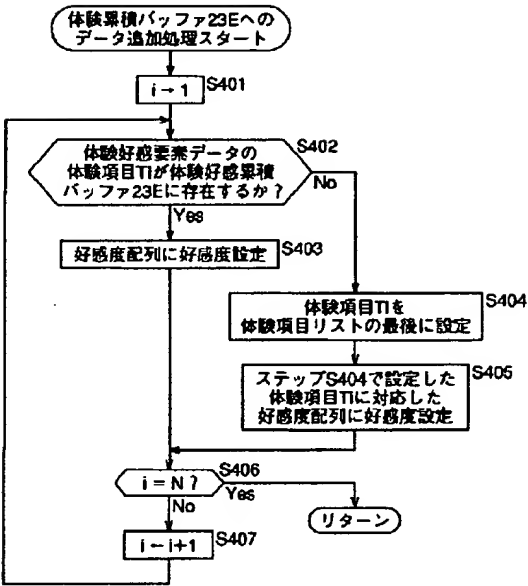 体験累積バッファ23Eへの
データ追加処理スタート
i→1
S401
体験好感要素データの
体験項目Tiが体験好感累積
バッファ23Eに存在するか?
S402
No
Yes
好感度配列に好感度設定
S403
体験項目Tiを
体験項目リストの最後に設定
S404
ステップS404で設定した
体験項目Tiに対応した
好感度配列に好感度設定
S405
i=N?
S406
Yes
No
リターン
i←i+1
S407